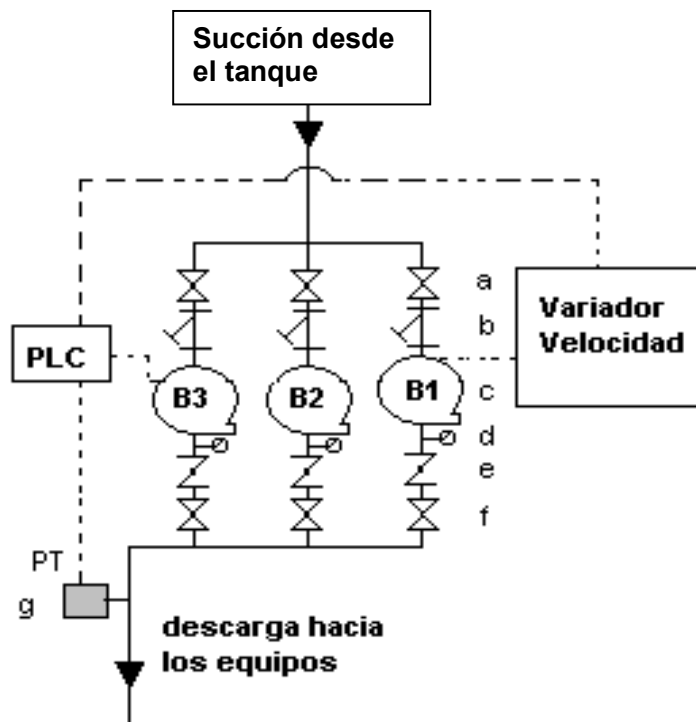 Succión desde
el tanque
a
b
Variador
Velocidad
PLC
B3
B2
B1
c
d
e
f
PT
g
descarga hacia
los equipos